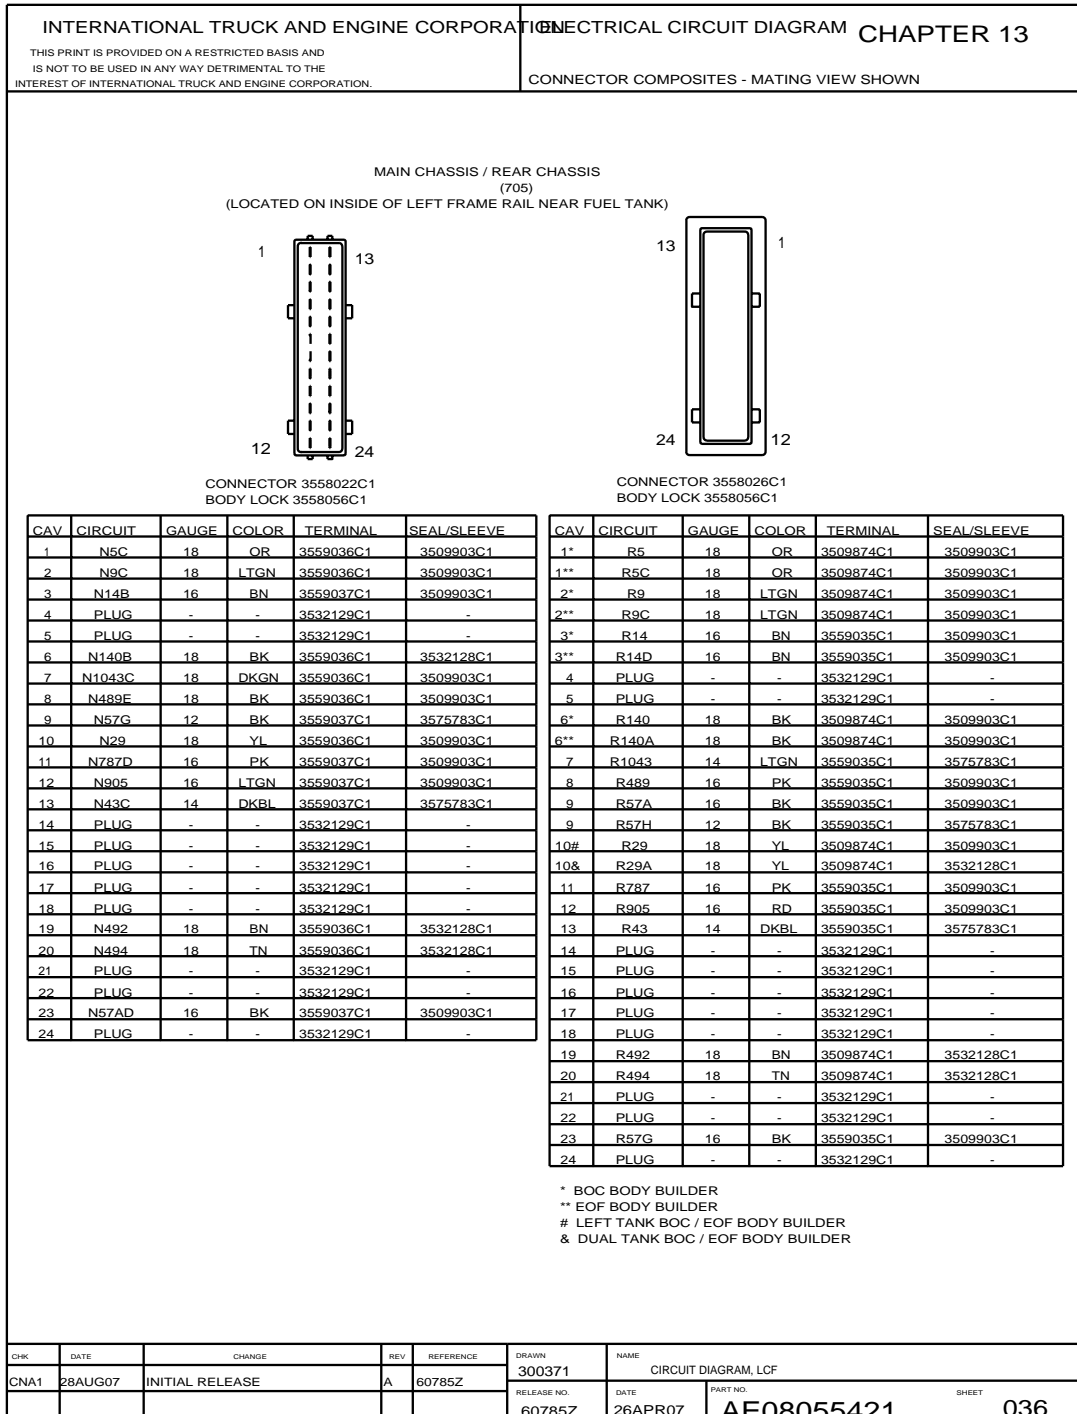 INTERNATIONAL TRUCK AND ENGINE CORPORATION
THIS PRINT IS PROVIDED ON A RESTRICTED BASIS AND
IS NOT TO BE USED IN ANY WAY DETRIMENTAL TO THE
INTEREST OF INTERNATIONAL TRUCK AND ENGINE CORPORATION.
ELECTRICAL CIRCUIT DIAGRAM CHAPTER 13
CONNECTOR COMPOSITES - MATING VIEW SHOWN
MAIN CHASSIS / REAR CHASSIS
(705)
(LOCATED ON INSIDE OF LEFT FRAME RAIL NEAR FUEL TANK)
1 13
12 24
CONNECTOR 3558022C1
BODY LOCK 3558056C1
13 1
24 12
CONNECTOR 3558026C1
BODY LOCK 3558056C1
CAV CIRCUIT GAUGE COLOR TERMINAL SEAL/SLEEVE
1 N5C 18 OR 3559036C1 3509903C1
2 N9C 18 LTGN 3559036C1 3509903C1
3 N14B 16 BN 3559037C1 3509903C1
4 PLUG - - 3532129C1 -
5 PLUG - - 3532129C1 -
6 N140B 18 BK 3559036C1 3532128C1
7 N1043C 18 DKGN 3559036C1 3509903C1
8 N489E 18 BK 3559036C1 3509903C1
9 N57G 12 BK 3559037C1 3575783C1
10 N29 18 YL 3559036C1 3509903C1
11 N787D 16 PK 3559037C1 3509903C1
12 N905 16 LTGN 3559037C1 3509903C1
13 N43C 14 DKBL 3559037C1 3575783C1
14 PLUG - - 3532129C1 -
15 PLUG - - 3532129C1 -
16 PLUG - - 3532129C1 -
17 PLUG - - 3532129C1 -
18 PLUG - - 3532129C1 -
19 N492 18 BN 3559036C1 3532128C1
20 N494 18 TN 3559036C1 3532128C1
21 PLUG - - 3532129C1 -
22 PLUG - - 3532129C1 -
23 N57AD 16 BK 3559037C1 3509903C1
24 PLUG - - 3532129C1 -
CAV CIRCUIT GAUGE COLOR TERMINAL SEAL/SLEEVE
1* R5 18 OR 3509874C1 3509903C1
1** R5C 18 OR 3509874C1 3509903C1
2* R9 18 LTGN 3509874C1 3509903C1
2** R9C 18 LTGN 3509874C1 3509903C1
3* R14 16 BN 3559035C1 3509903C1
3** R14D 16 BN 3559035C1 3509903C1
4 PLUG - - 3532129C1 -
5 PLUG - - 3532129C1 -
6* R140 18 BK 3509874C1 3509903C1
6** R140A 18 BK 3509874C1 3509903C1
7 R1043 14 LTGN 3559035C1 3575783C1
8 R489 16 PK 3559035C1 3509903C1
9 R57A 16 BK 3559035C1 3509903C1
9 R57H 12 BK 3559035C1 3575783C1
10# R29 18 YL 3509874C1 3509903C1
10& R29A 18 YL 3509874C1 3532128C1
11 R787 16 PK 3559035C1 3509903C1
12 R905 16 RD 3559035C1 3509903C1
13 R43 14 DKBL 3559035C1 3575783C1
14 PLUG - - 3532129C1 -
15 PLUG - - 3532129C1 -
16 PLUG - - 3532129C1 -
17 PLUG - - 3532129C1 -
18 PLUG - - 3532129C1 -
19 R492 18 BN 3509874C1 3532128C1
20 R494 18 TN 3509874C1 3532128C1
21 PLUG - - 3532129C1 -
22 PLUG - - 3532129C1 -
23 R57G 16 BK 3559035C1 3509903C1
24 PLUG - - 3532129C1 -
* BOC BODY BUILDER
** EOF BODY BUILDER
# LEFT TANK BOC / EOF BODY BUILDER
& DUAL TANK BOC / EOF BODY BUILDER
CHK DATE CHANGE REV REFERENCE
CNA1 28AUG07 INITIAL RELEASE A 60785Z
DRAWN
300371
NAME
CIRCUIT DIAGRAM, LCF
RELEASE NO.
60785Z
DATE
26APR07
PART NO.
AE08055421
SHEET
036